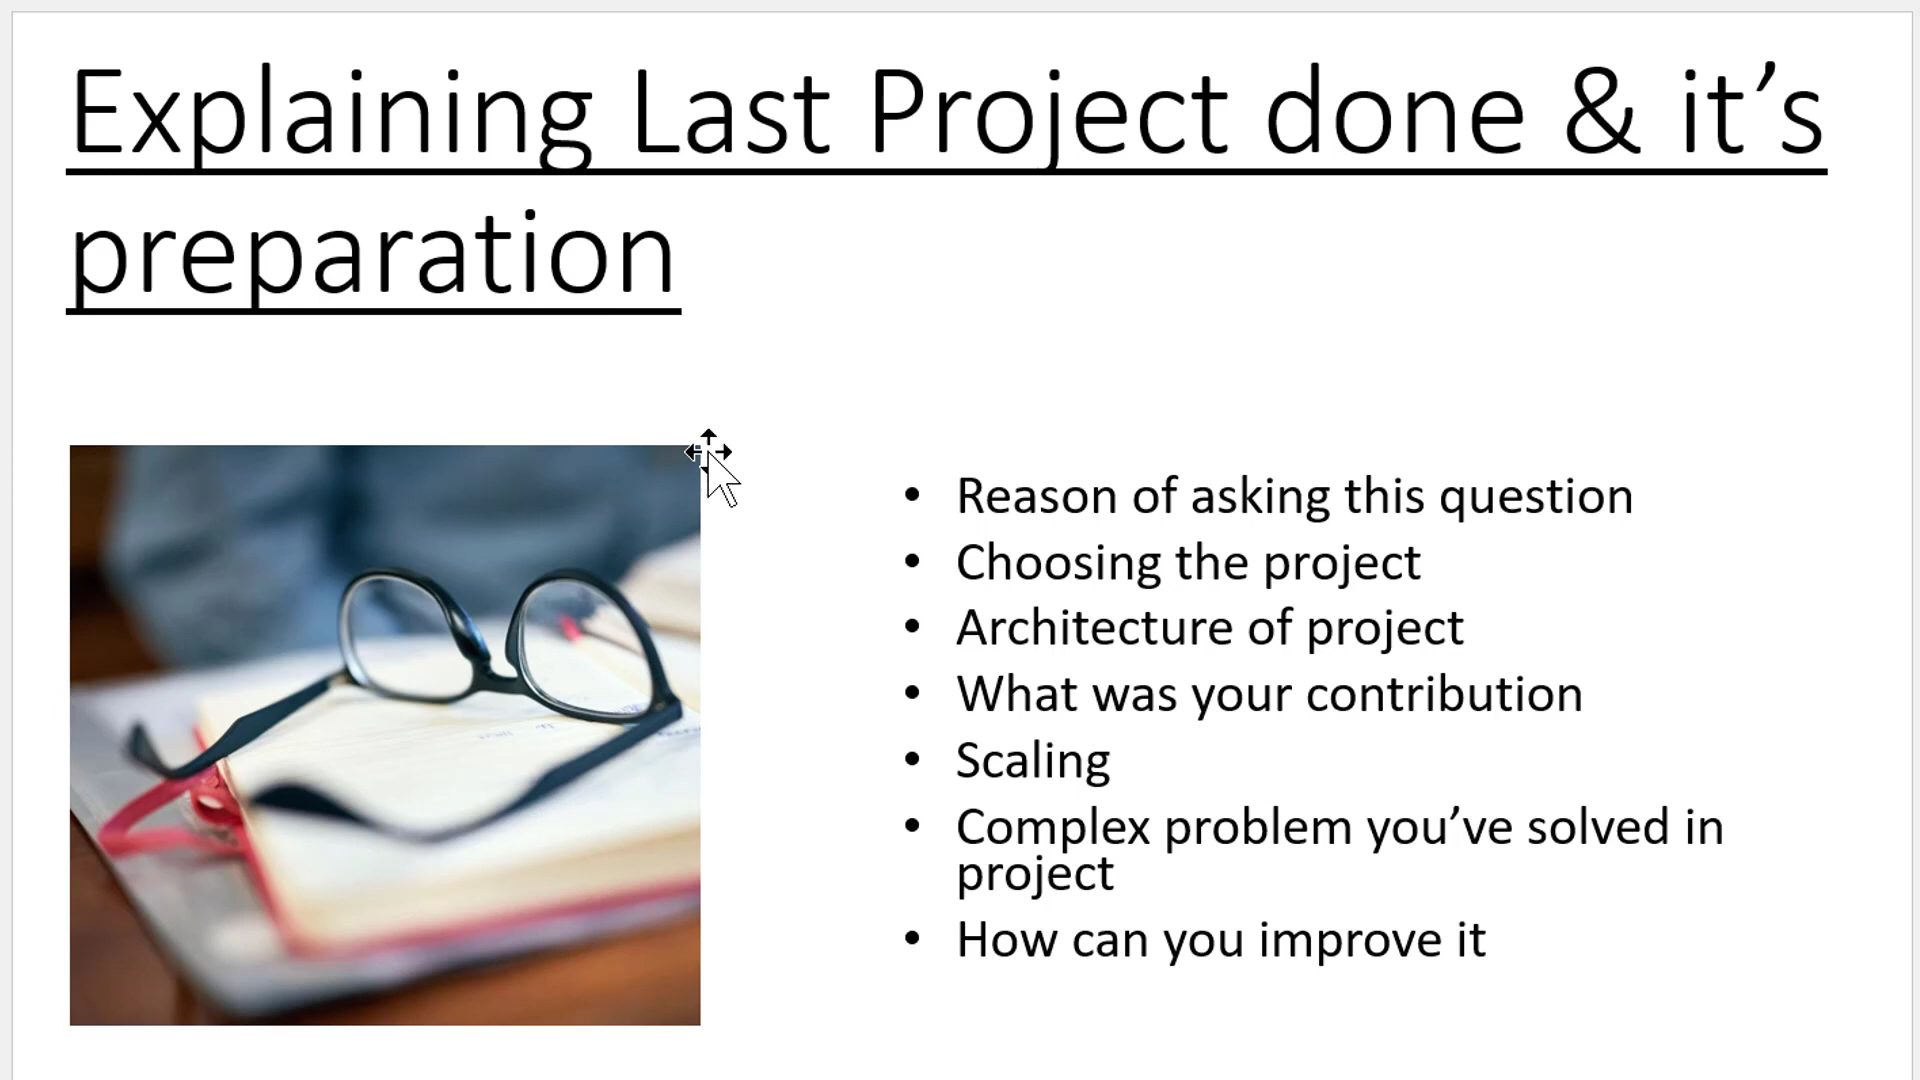 Explaining Last Project done & it’s
preparation
• Reason of asking this question
• Choosing the project
• Architecture of project
• What was your contribution
• Scaling
• Complex problem you’ve solved in
project
• How can you improve it